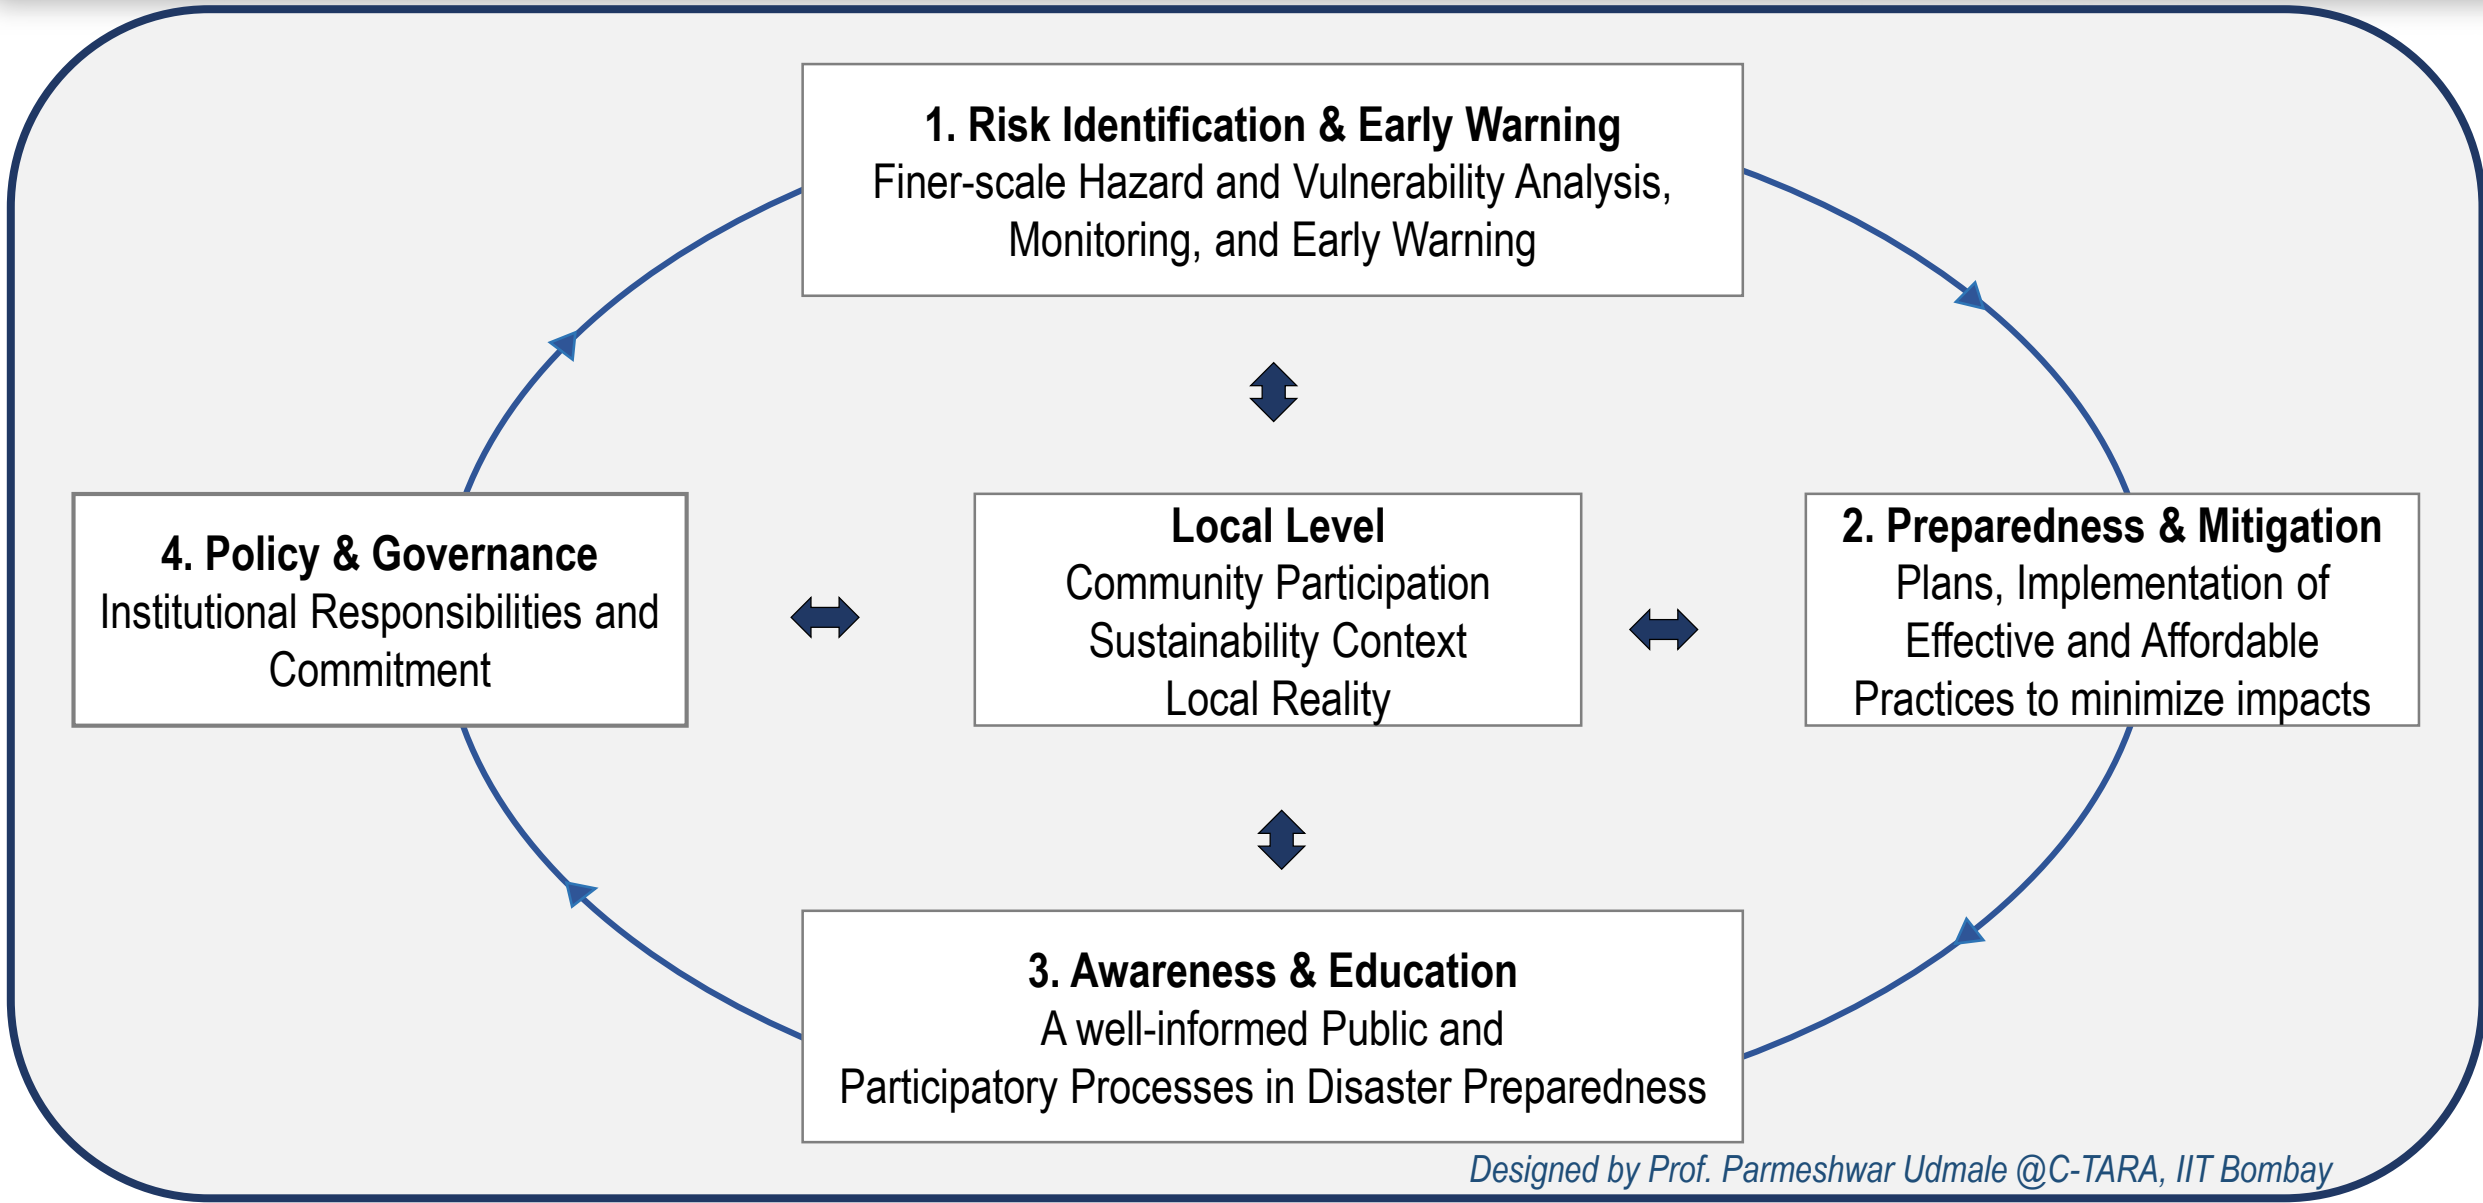 1. Risk Identification & Early Warning
Finer-scale Hazard and Vulnerability Analysis,
Monitoring, and Early Warning
4. Policy & Governance
Institutional Responsibilities and
Commitment
Local Level
Community Participation
Sustainability Context
Local Reality
2. Preparedness & Mitigation
Plans, Implementation of
Effective and Affordable
Practices to minimize impacts
3. Awareness & Education
A well-informed Public and
Participatory Processes in Disaster Preparedness
Designed by Prof. Parmeshwar Udmale @C-TARA, IIT Bombay